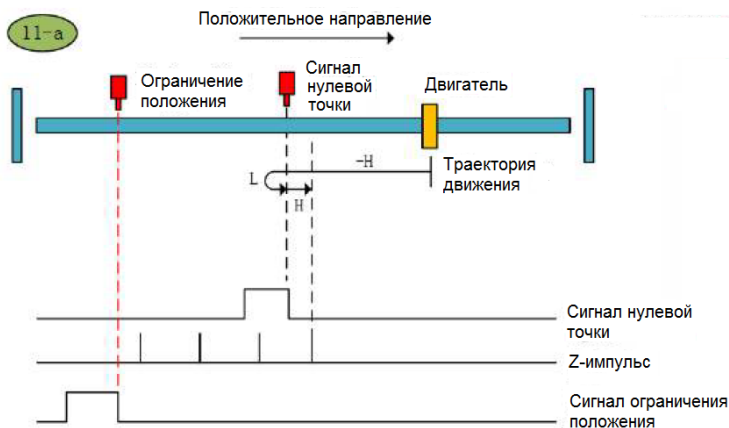 11-a
Положительное направление
Ограничение
положения
Сигнал
нулевой
точки
Двигатель
-H
Траектория
движения
L
H
Сигнал нулевой
точки
Z-импульс
Сигнал ограничения
положения